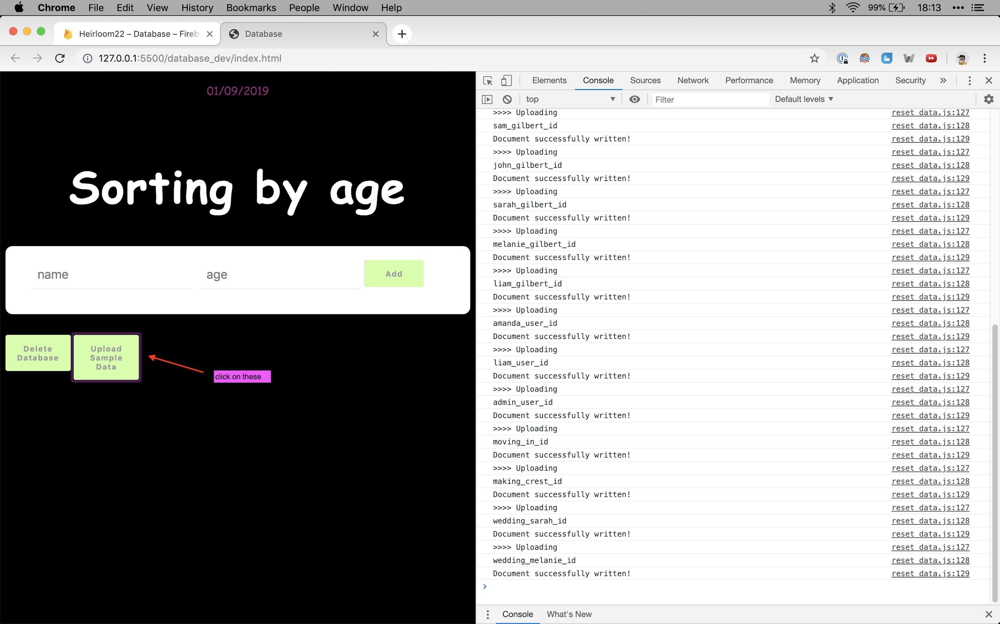 Chrome File Edit View History Bookmarks People Window Help 99% 18:13
Heirloom22 – Database – Fireb
Database
127.0.0.1:5500/database_dev/index.html
01/09/2019
Sorting by age
name age Add
Delete
Database
Upload
Sample
Data
click on these
Elements Console Sources Network Performance Memory Application Security
top Filter Default levels
>>>> Uploading reset_data.js:127
sam_gilbert_id reset_data.js:128
Document successfully written! reset_data.js:129
>>>> Uploading reset_data.js:127
john_gilbert_id reset_data.js:128
Document successfully written! reset_data.js:129
>>>> Uploading reset_data.js:127
sarah_gilbert_id reset_data.js:128
Document successfully written! reset_data.js:129
>>>> Uploading reset_data.js:127
melanie_gilbert_id reset_data.js:128
Document successfully written! reset_data.js:129
>>>> Uploading reset_data.js:127
liam_gilbert_id reset_data.js:128
Document successfully written! reset_data.js:129
>>>> Uploading reset_data.js:127
amanda_user_id reset_data.js:128
Document successfully written! reset_data.js:129
>>>> Uploading reset_data.js:127
liam_user_id reset_data.js:128
Document successfully written! reset_data.js:129
>>>> Uploading reset_data.js:127
admin_user_id reset_data.js:128
Document successfully written! reset_data.js:129
>>>> Uploading reset_data.js:127
moving_in_id reset_data.js:128
Document successfully written! reset_data.js:129
>>>> Uploading reset_data.js:127
making_crest_id reset_data.js:128
Document successfully written! reset_data.js:129
>>>> Uploading reset_data.js:127
wedding_sarah_id reset_data.js:128
Document successfully written! reset_data.js:129
>>>> Uploading reset_data.js:127
wedding_melanie_id reset_data.js:128
Document successfully written! reset_data.js:129
Console What's New